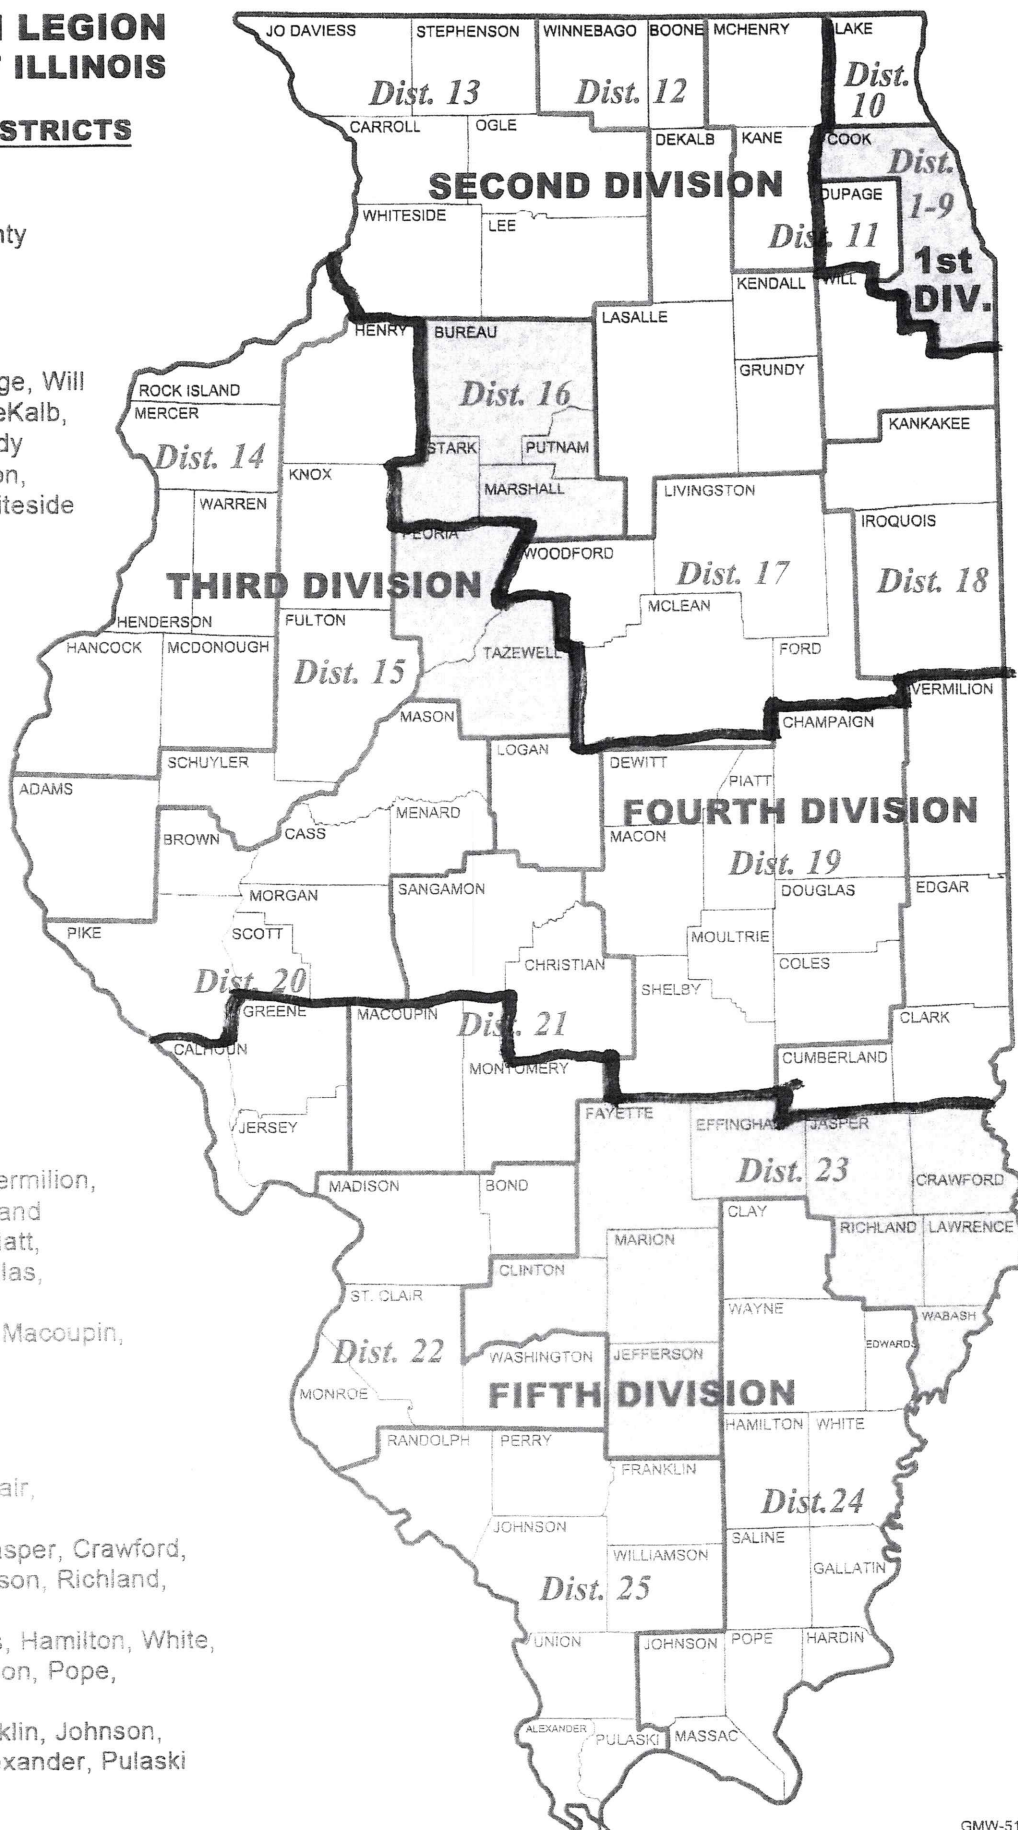 LEGION
ILLINOIS
STRICTS
nty
ge, Will
eKalb,
dy
on,
iteside
ermilion,
and
iatt,
las,
Macoupin,
air,
asper, Crawford,
son, Richland,
s, Hamilton, White,
on, Pope,
klin, Johnson,
exander, Pulaski
JO DAVIESS
STEPHENSON
WINNEBAGO
BOONE
MCHENRY
LAKE
Dist. 13
Dist. 12
Dist. 10
CARROLL
OGLE
DEKALB
KANE
COOK
SECOND DIVISION
Dist. 1-9
DUPAGE
WHITESIDE
LEE
Dist. 11
1st DIV.
KENDALL
WILL
HENRY
BUREAU
LASALLE
GRUNDY
ROCK ISLAND
Dist. 16
MERCER
KANKAKEE
Dist. 14
STARK
PUTNAM
KNOX
MARSHALL
LIVINGSTON
WARREN
IROQUOIS
PEORIA
WOODFORD
THIRD DIVISION
Dist. 17
Dist. 18
MCLEAN
HENDERSON
FULTON
HANCOCK
MCDONOUGH
TAZEWELL
FORD
Dist. 15
VERMILION
MASON
CHAMPAIGN
LOGAN
SCHUYLER
DEWITT
PIATT
ADAMS
FOURTH DIVISION
MENARD
CASS
BROWN
MACON
Dist. 19
SANGAMON
DOUGLAS
EDGAR
MORGAN
PIKE
SCOTT
MOULTRIE
CHRISTIAN
COLES
Dist. 20
SHELBY
GREENE
MACOUPIN
Dist. 21
CLARK
CALHOUN
CUMBERLAND
MONTGOMERY
FAYETTE
JERSEY
EFFINGHAM
JASPER
Dist. 23
CRAWFORD
MADISON
BOND
CLAY
RICHLAND
LAWRENCE
MARION
CLINTON
ST. CLAIR
WAYNE
WABASH
Dist. 22
WASHINGTON
JEFFERSON
EDWARDS
MONROE
FIFTH DIVISION
HAMILTON
WHITE
RANDOLPH
PERRY
FRANKLIN
Dist.24
JOHNSON
SALINE
WILLIAMSON
GALLATIN
Dist. 25
UNION
JOHNSON
POPE
HARDIN
ALEXANDER
PULASKI
MASSAC
GMW-51